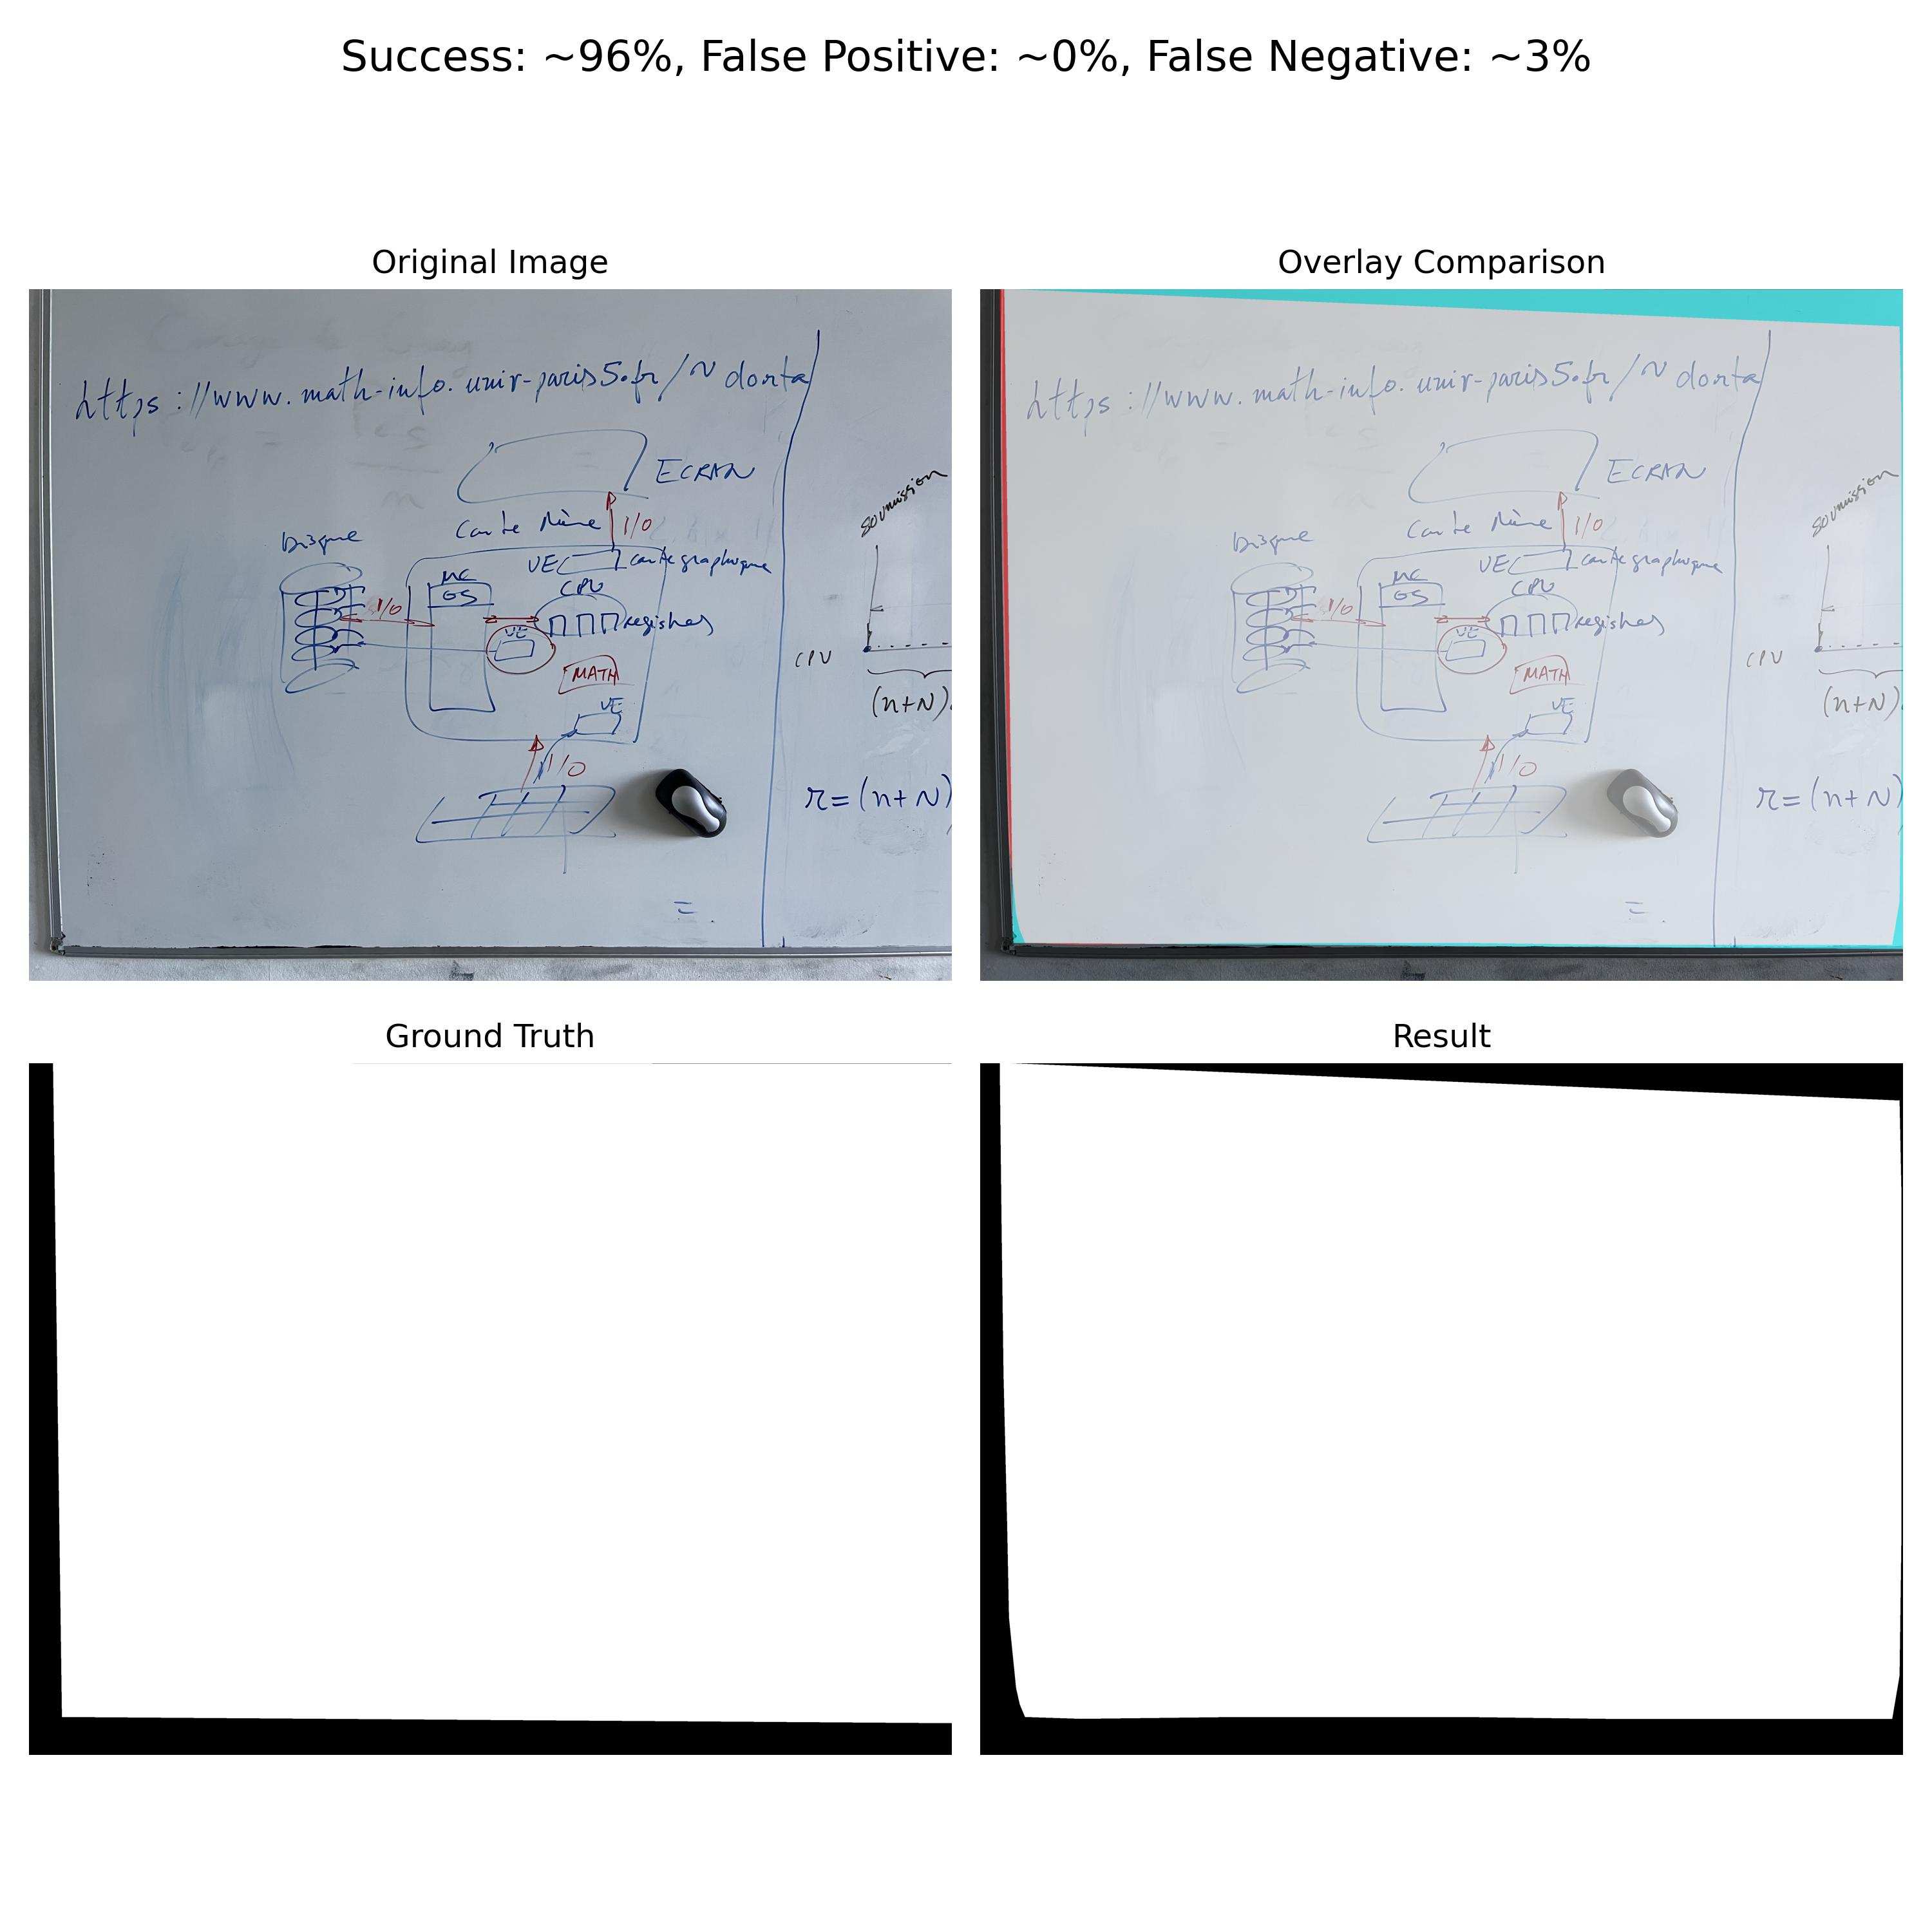 Success: ~96%, False Positive: ~0%, False Negative: ~3%
Original Image
https://www.math-info.univ-paris5.fr/~donta
ECRAN
Carte Mère
I/O
Disque
VE
carte graphique
MC
GS
CPU
I/O
VE
registres
MATH
VE
I/O
=
soumission
CPU
(n+N)
r=(n+N)
Overlay Comparison
https://www.math-info.univ-paris5.fr/~donta
ECRAN
Carte Mère
I/O
Disque
VE
carte graphique
MC
GS
CPU
I/O
VE
registres
MATH
VE
I/O
=
soumission
CPU
(n+N)
r=(n+N)
Ground Truth
Result